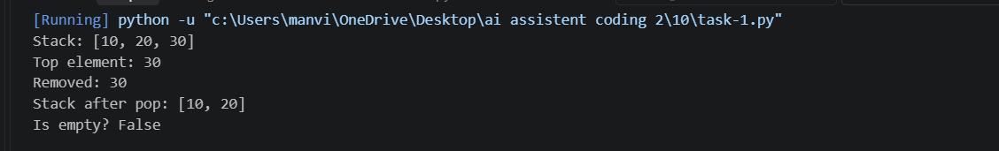 [Running] python -u "c:\Users\manvi\OneDrive\Desktop\ai assistent coding 2\10\task-1.py"
Stack: [10, 20, 30]
Top element: 30
Removed: 30
Stack after pop: [10, 20]
Is empty? False